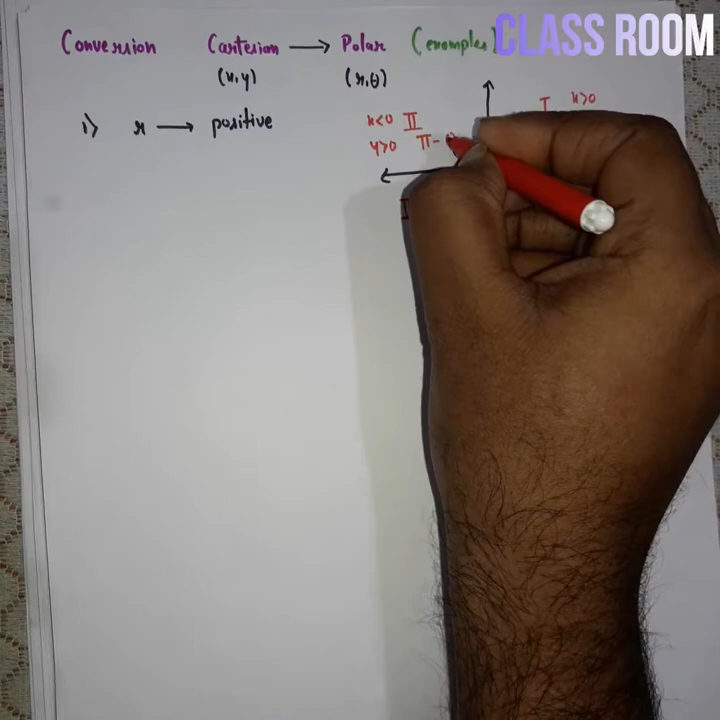 Conversion Cartesian → Polar (examples)
CLASS ROOM
(x,y) (r,θ)
i) r → positive
x<0 II
y>0 π-
I x>0